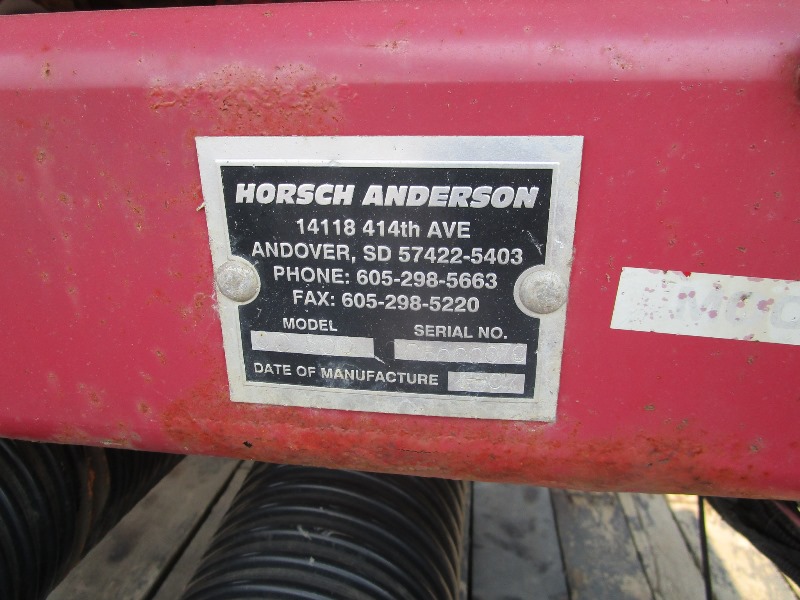 HORSCH ANDERSON
14118 414th AVE
ANDOVER, SD 57422-5403
PHONE: 605-298-5663
FAX: 605-298-5220
MODEL SERIAL NO.
DATE OF MANUFACTURE